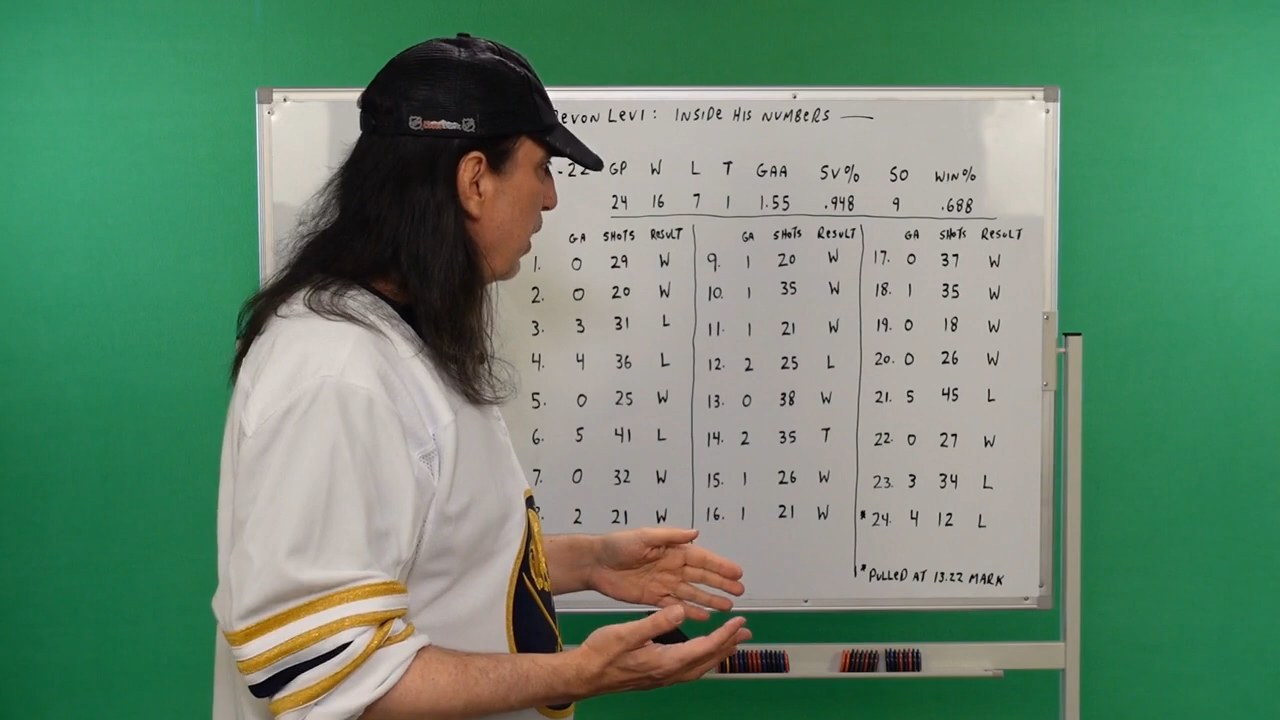 DEVON LEVI: INSIDE HIS NUMBERS —
-22 GP W L T GAA SV% SO WIN%
24 16 7 1 1.55 .948 9 .688
GA SHOTS RESULT
1. 0 29 W
2. 0 20 W
3. 3 31 L
4. 4 36 L
5. 0 25 W
6. 5 41 L
7. 0 32 W
2 21 W
GA SHOTS RESULT
9. 1 20 W
10. 1 35 W
11. 1 21 W
12. 2 25 L
13. 0 38 W
14. 2 35 T
15. 1 26 W
16. 1 21 W
GA SHOTS RESULT
17. 0 37 W
18. 1 35 W
19. 0 18 W
20. 0 26 W
21. 5 45 L
22. 0 27 W
23. 3 34 L
*24. 4 12 L
*PULLED AT 13.22 MARK